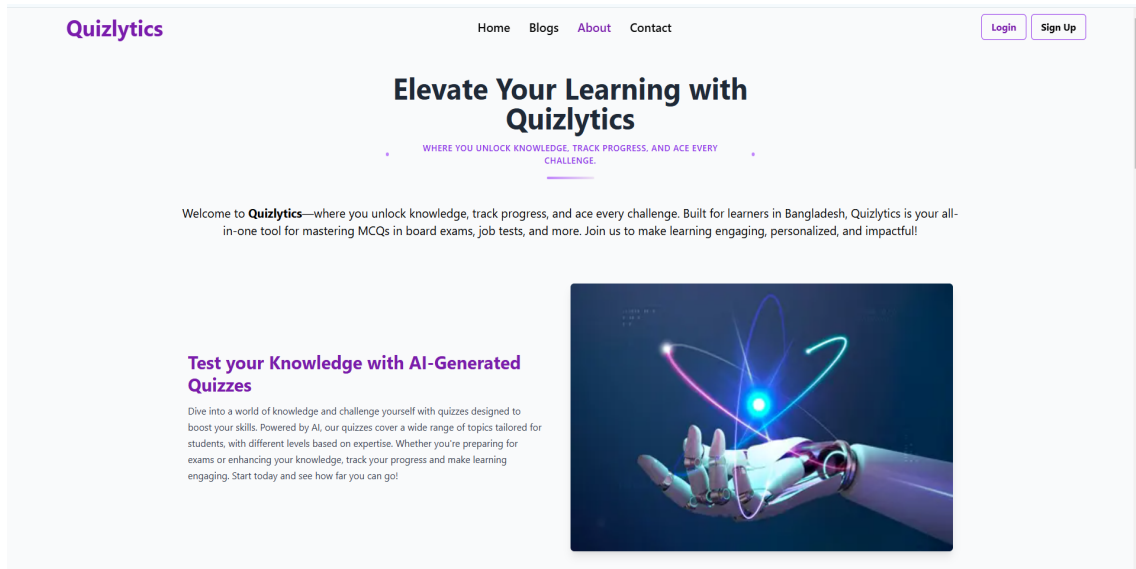 Quizlytics
Home Blogs About Contact
Login Sign Up
Elevate Your Learning with
Quizlytics
WHERE YOU UNLOCK KNOWLEDGE, TRACK PROGRESS, AND ACE EVERY
CHALLENGE.
Welcome to Quizlytics—where you unlock knowledge, track progress, and ace every challenge. Built for learners in Bangladesh, Quizlytics is your all-
in-one tool for mastering MCQs in board exams, job tests, and more. Join us to make learning engaging, personalized, and impactful!
Test your Knowledge with AI-Generated
Quizzes
Dive into a world of knowledge and challenge yourself with quizzes designed to
boost your skills. Powered by AI, our quizzes cover a wide range of topics tailored for
students, with different levels based on expertise. Whether you're preparing for
exams or enhancing your knowledge, track your progress and make learning
engaging. Start today and see how far you can go!